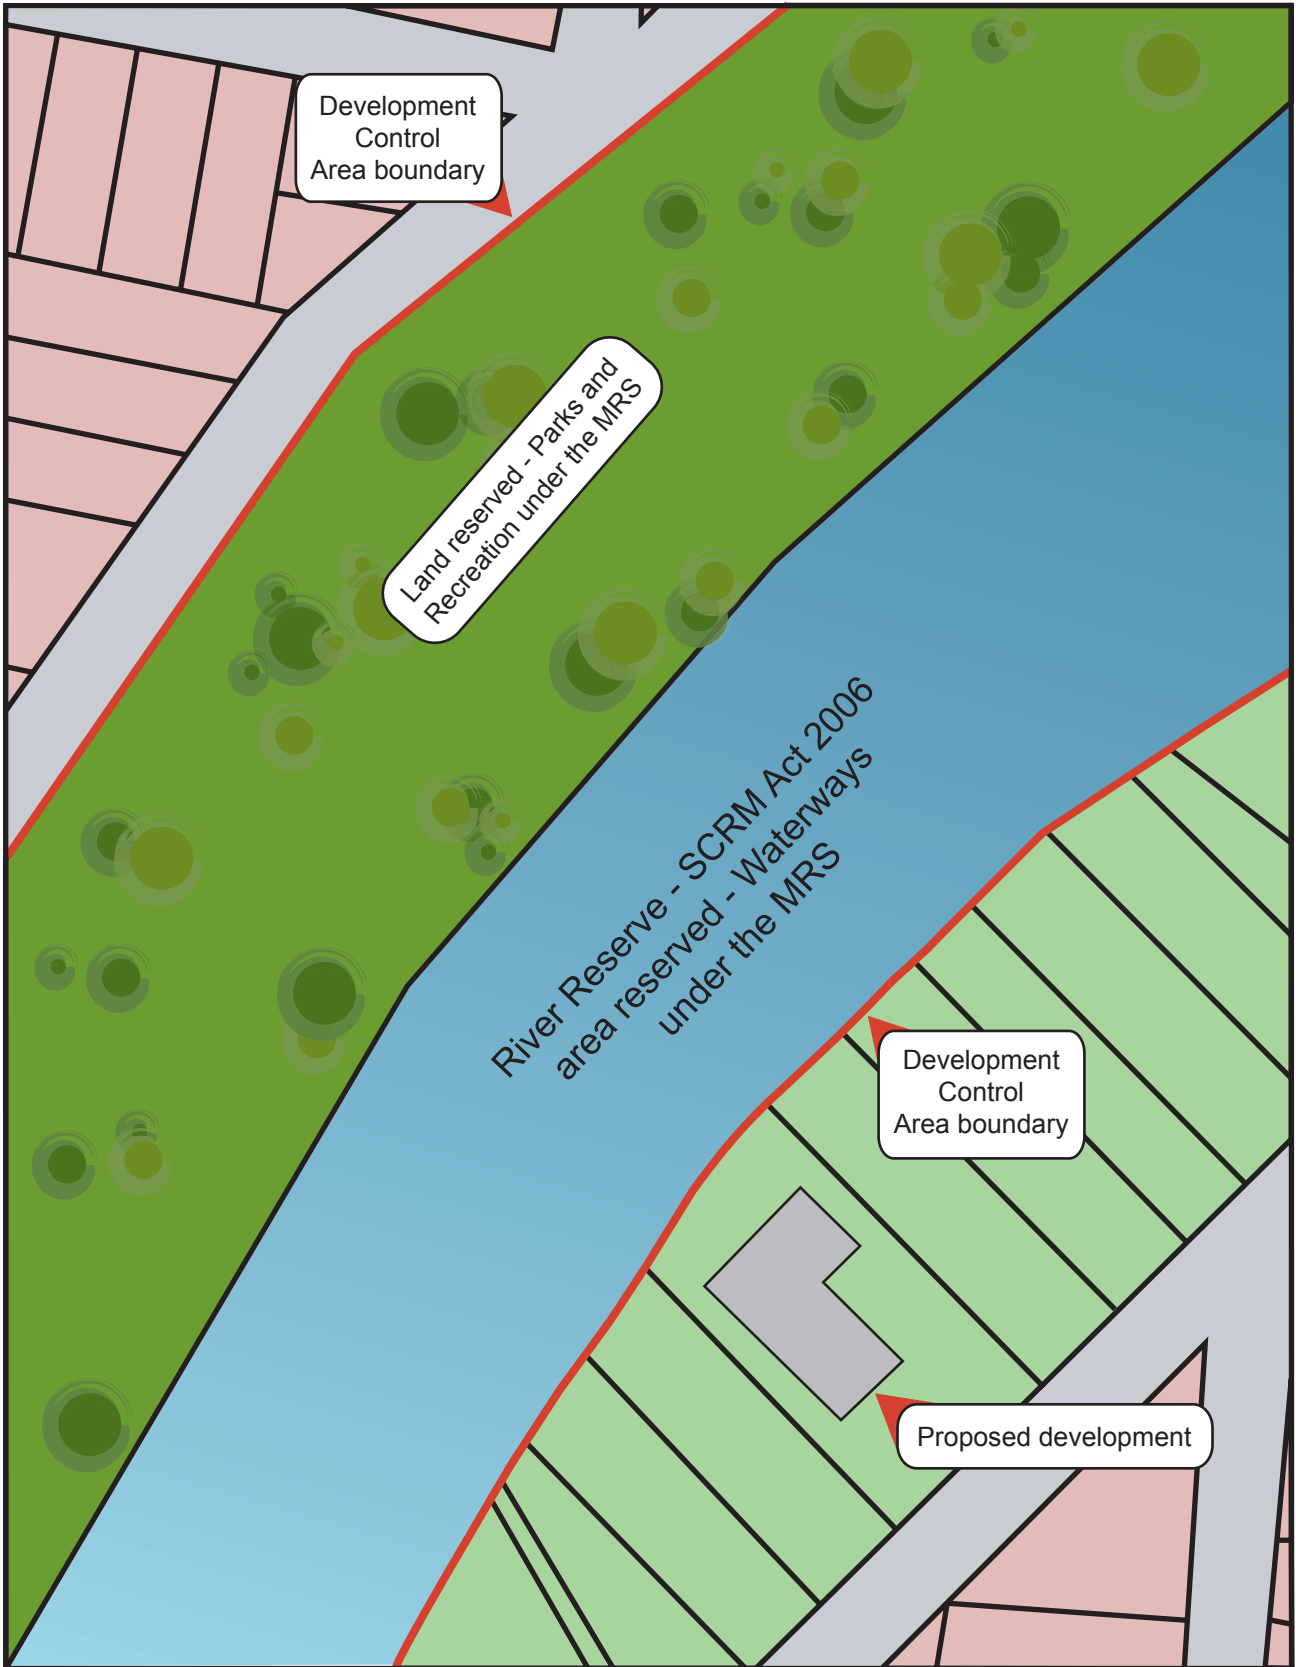 Development
Control
Area boundary
Land reserved - Parks and
Recreation under the MRS
River Reserve - SCRM Act 2006
area reserved - Waterways
under the MRS
Development
Control
Area boundary
Proposed development